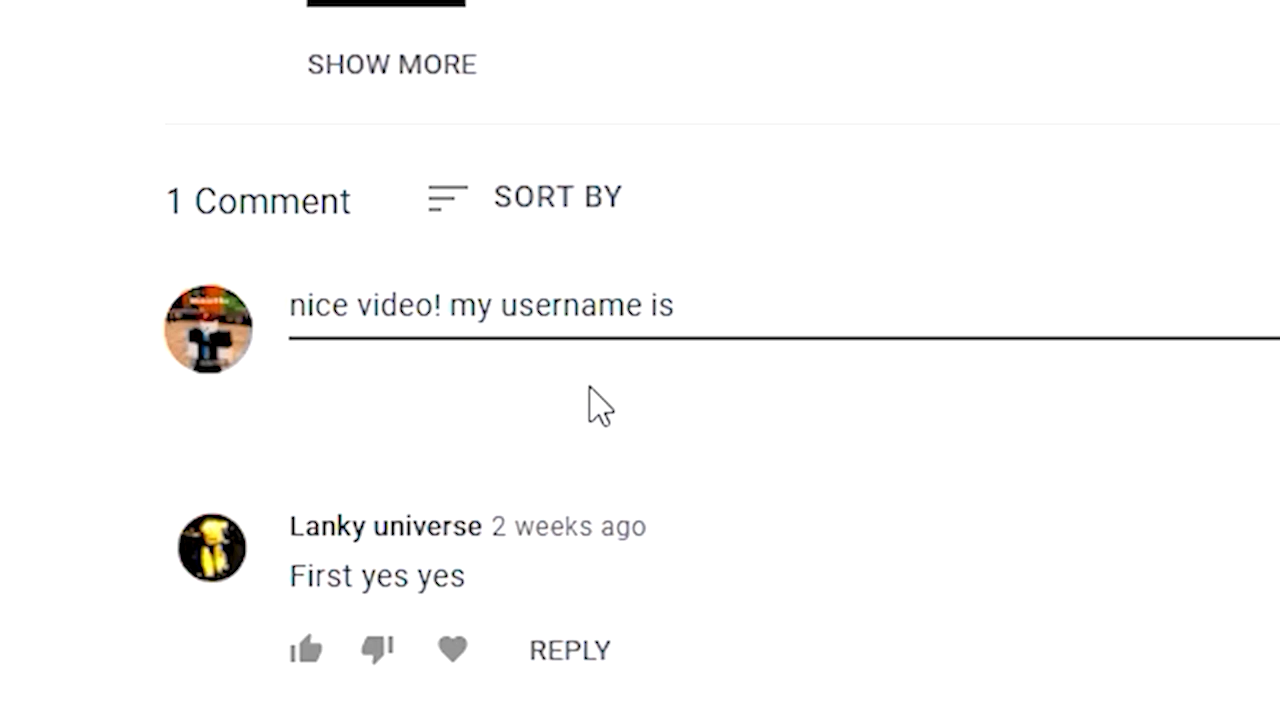 SHOW MORE
1 Comment SORT BY
nice video! my username is
Lanky universe 2 weeks ago
First yes yes
REPLY